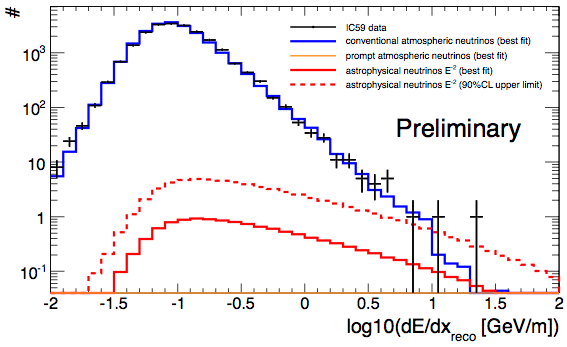 #
IC59 data
conventional atmospheric neutrinos (best fit)
prompt atmospheric neutrinos (best fit)
astrophysical neutrinos E⁻² (best fit)
astrophysical neutrinos E⁻² (90%CL upper limit)
Preliminary
10³
10²
10
1
10⁻¹
-2 -1.5 -1 -0.5 0 0.5 1 1.5 2
log10(dE/dx_reco [GeV/m])